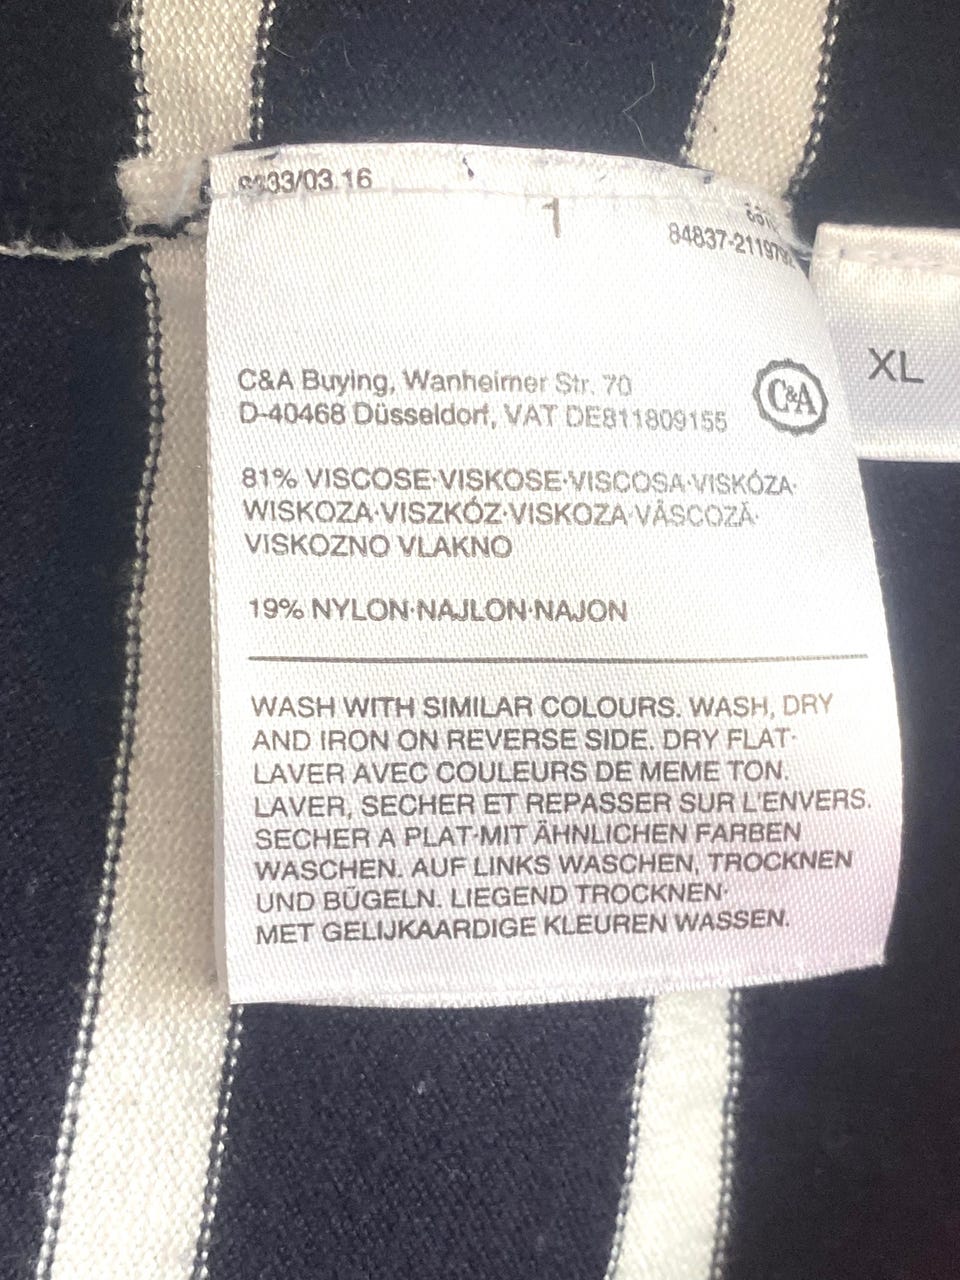 /03.16
1
C&A Buying, Wanheimer Str. 70
D-40468 Düsseldorf, VAT DE811809155
C&A
XL
81% VISCOSE·VISKOSE·VISCOSA·VISKÓZA·
WISKOZA·VISZKÓZ·VISKOZA·VÂSCOZĂ·
VISKOZNO VLAKNO
19% NYLON·NAJLON·NAJON
WASH WITH SIMILAR COLOURS. WASH, DRY
AND IRON ON REVERSE SIDE. DRY FLAT·
LAVER AVEC COULEURS DE MEME TON.
LAVER, SECHER ET REPASSER SUR L'ENVERS.
SECHER A PLAT·MIT ÄHNLICHEN FARBEN
WASCHEN. AUF LINKS WASCHEN, TROCKNEN
UND BÜGELN. LIEGEND TROCKNEN·
MET GELIJKAARDIGE KLEUREN WASSEN.